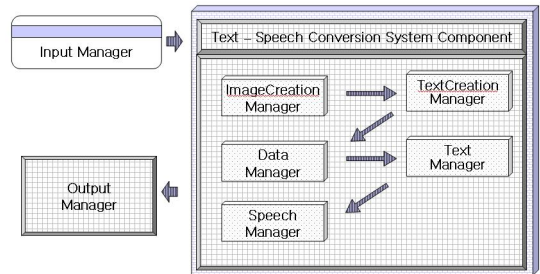 Input Manager
Text – Speech Conversion System Component
ImageCreation
Manager
TextCreation
Manager
Data
Manager
Text
Manager
Speech
Manager
Output
Manager